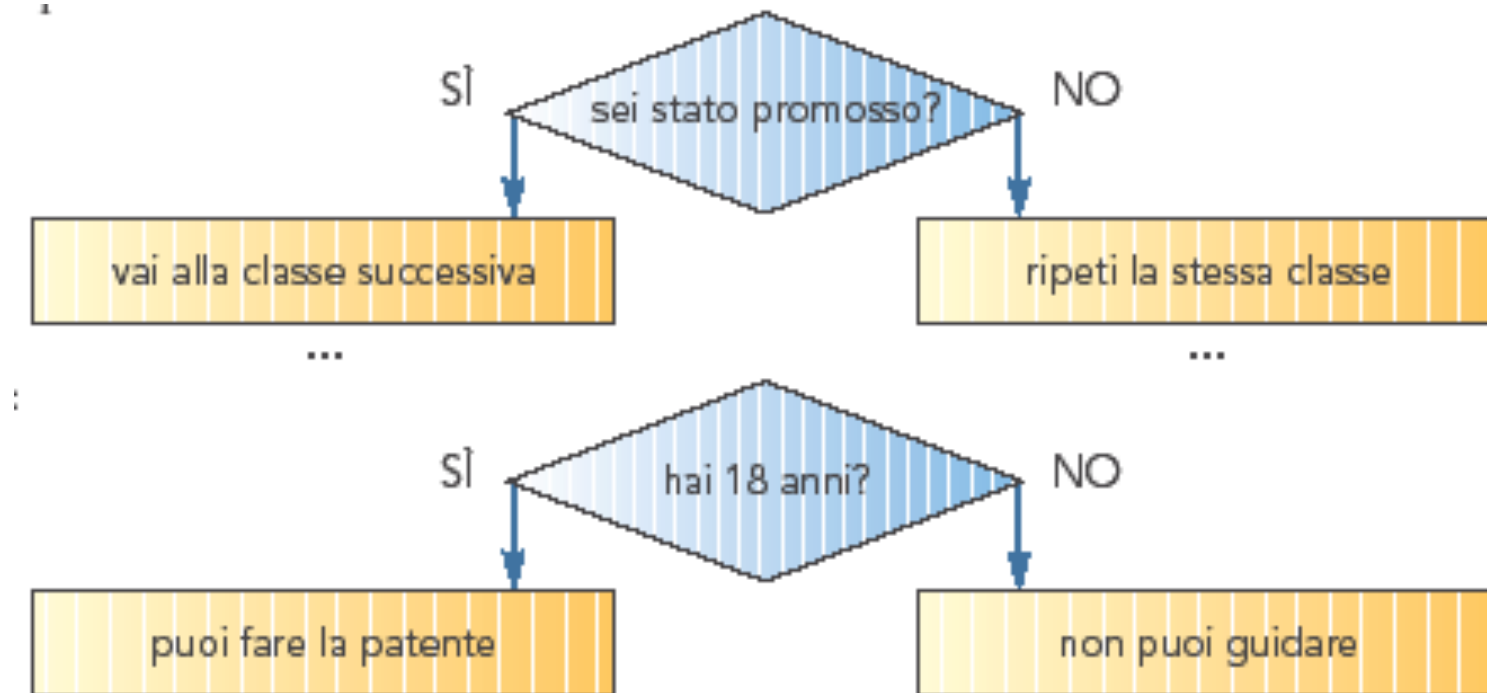 SÌ
sei stato promosso?
NO
vai alla classe successiva
ripeti la stessa classe
...
...
:
SÌ
hai 18 anni?
NO
puoi fare la patente
non puoi guidare